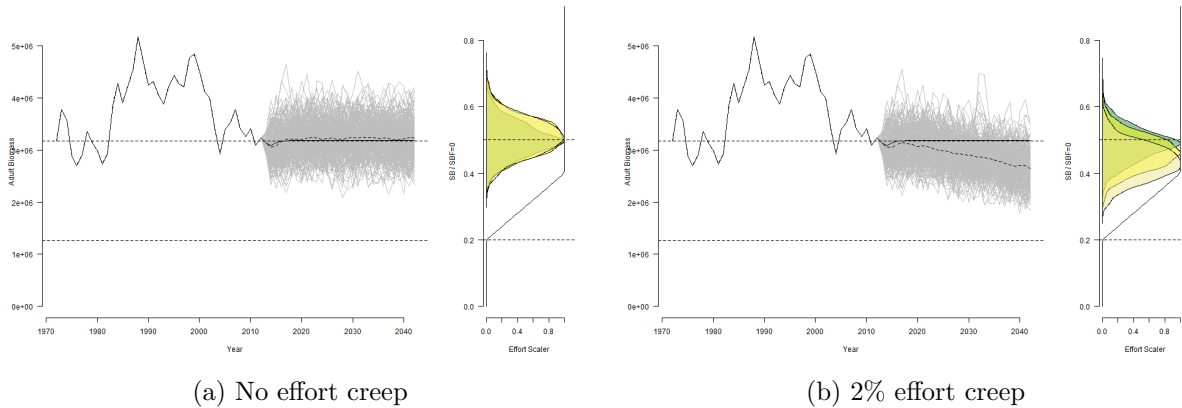 5e+06
4e+06
3e+06
2e+06
1e+06
0e+00
Adult Biomass
1970 1980 1990 2000 2010 2020 2030 2040
Year
0.8
0.6
0.4
0.2
0.0
SB / SBF=0
0.0 0.4 0.8
Effort Scaler
(a) No effort creep
5e+06
4e+06
3e+06
2e+06
1e+06
0e+00
Adult Biomass
1970 1980 1990 2000 2010 2020 2030 2040
Year
0.8
0.6
0.4
0.2
0.0
SB / SBF=0
0.0 0.4 0.8
Effort Scaler
(b) 2% effort creep